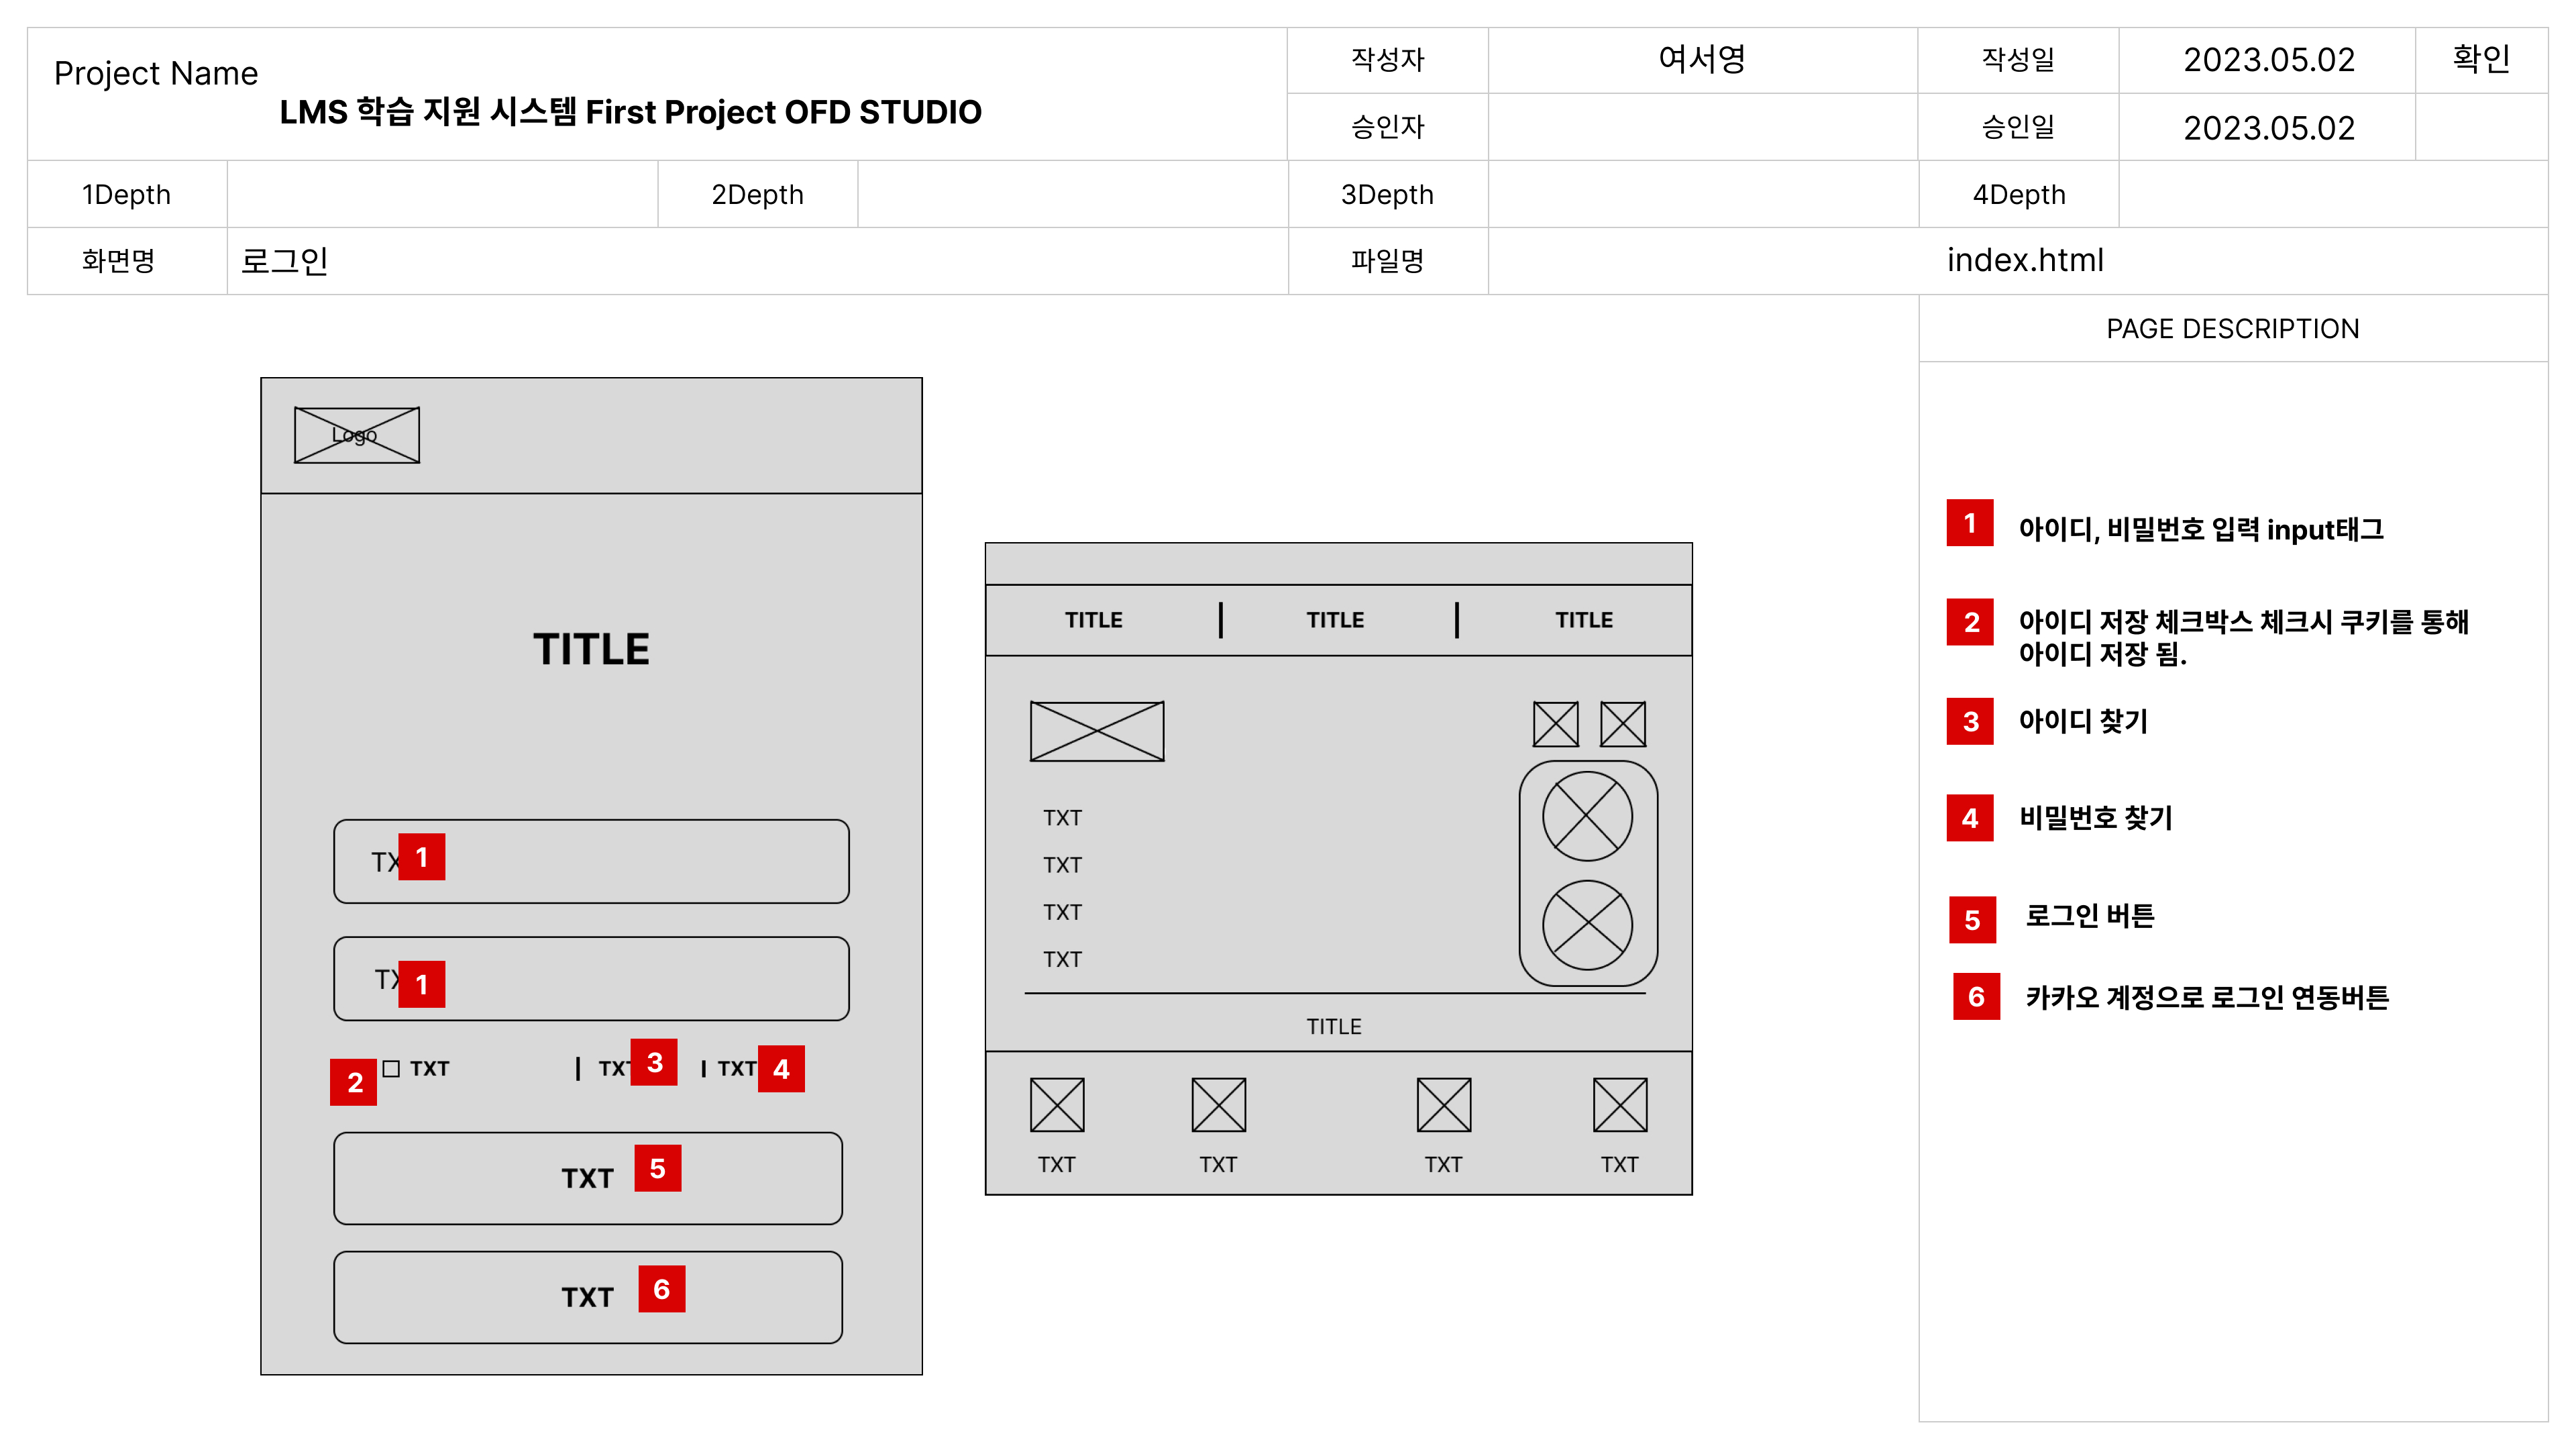 Project Name
LMS 학습 지원 시스템 First Project OFD STUDIO
작성자
여서영
작성일
2023.05.02
확인
승인자
승인일
2023.05.02
1Depth
2Depth
3Depth
4Depth
화면명
로그인
파일명
index.html
PAGE DESCRIPTION
Logo
TITLE
1
1
2
TXT
3
TXT
4
TXT
5
TXT
6
TITLE
TITLE
TITLE
TXT
TXT
TXT
TXT
TITLE
TXT
TXT
TXT
TXT
1 아이디, 비밀번호 입력 input태그
2 아이디 저장 체크박스 체크시 쿠키를 통해
아이디 저장 됨.
3 아이디 찾기
4 비밀번호 찾기
5 로그인 버튼
6 카카오 계정으로 로그인 연동버튼